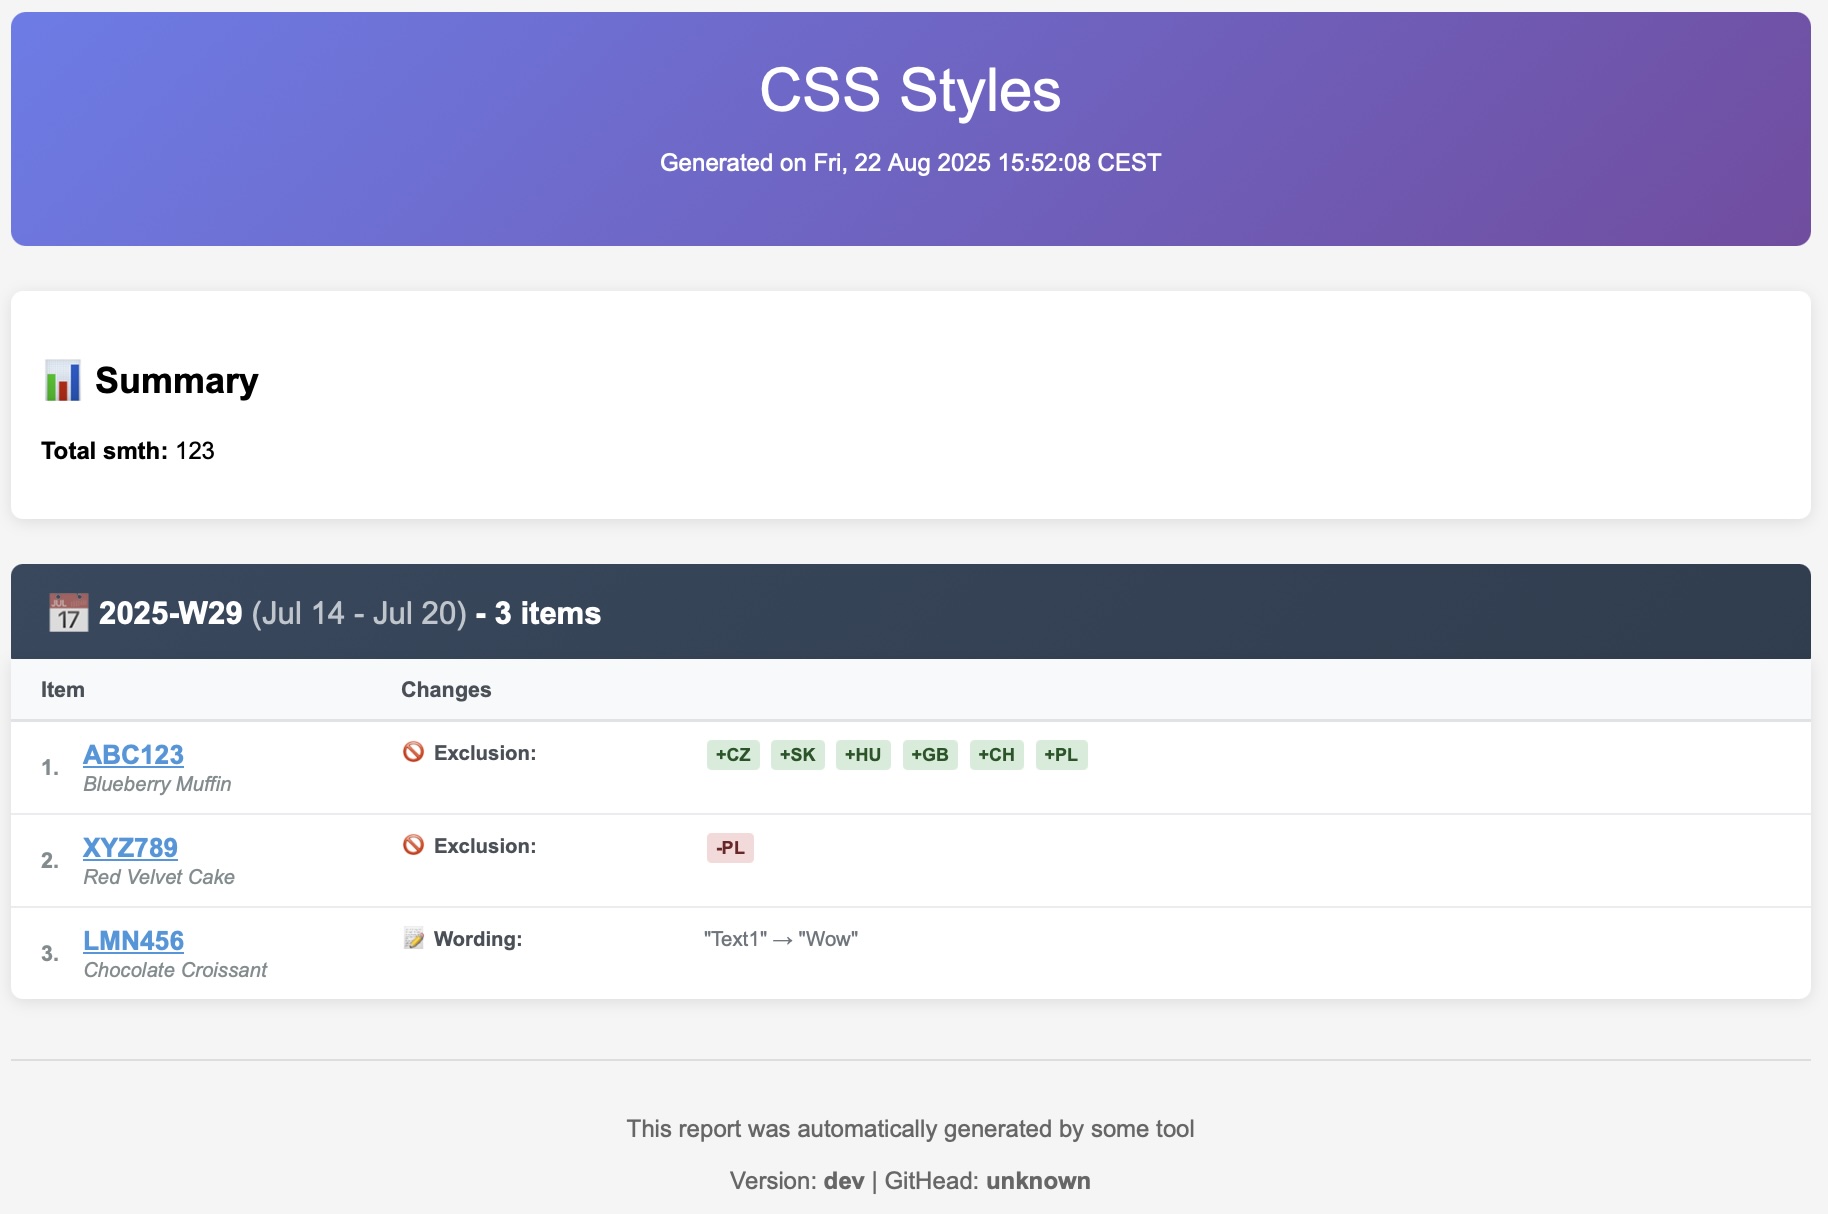 CSS Styles
Generated on Fri, 22 Aug 2025 15:52:08 CEST
Summary
Total smth: 123
JUL 17 2025-W29 (Jul 14 - Jul 20) - 3 items
Item Changes
1. ABC123 Exclusion: +CZ +SK +HU +GB +CH +PL
Blueberry Muffin
2. XYZ789 Exclusion: -PL
Red Velvet Cake
3. LMN456 Wording: "Text1" → "Wow"
Chocolate Croissant
This report was automatically generated by some tool
Version: dev | GitHead: unknown